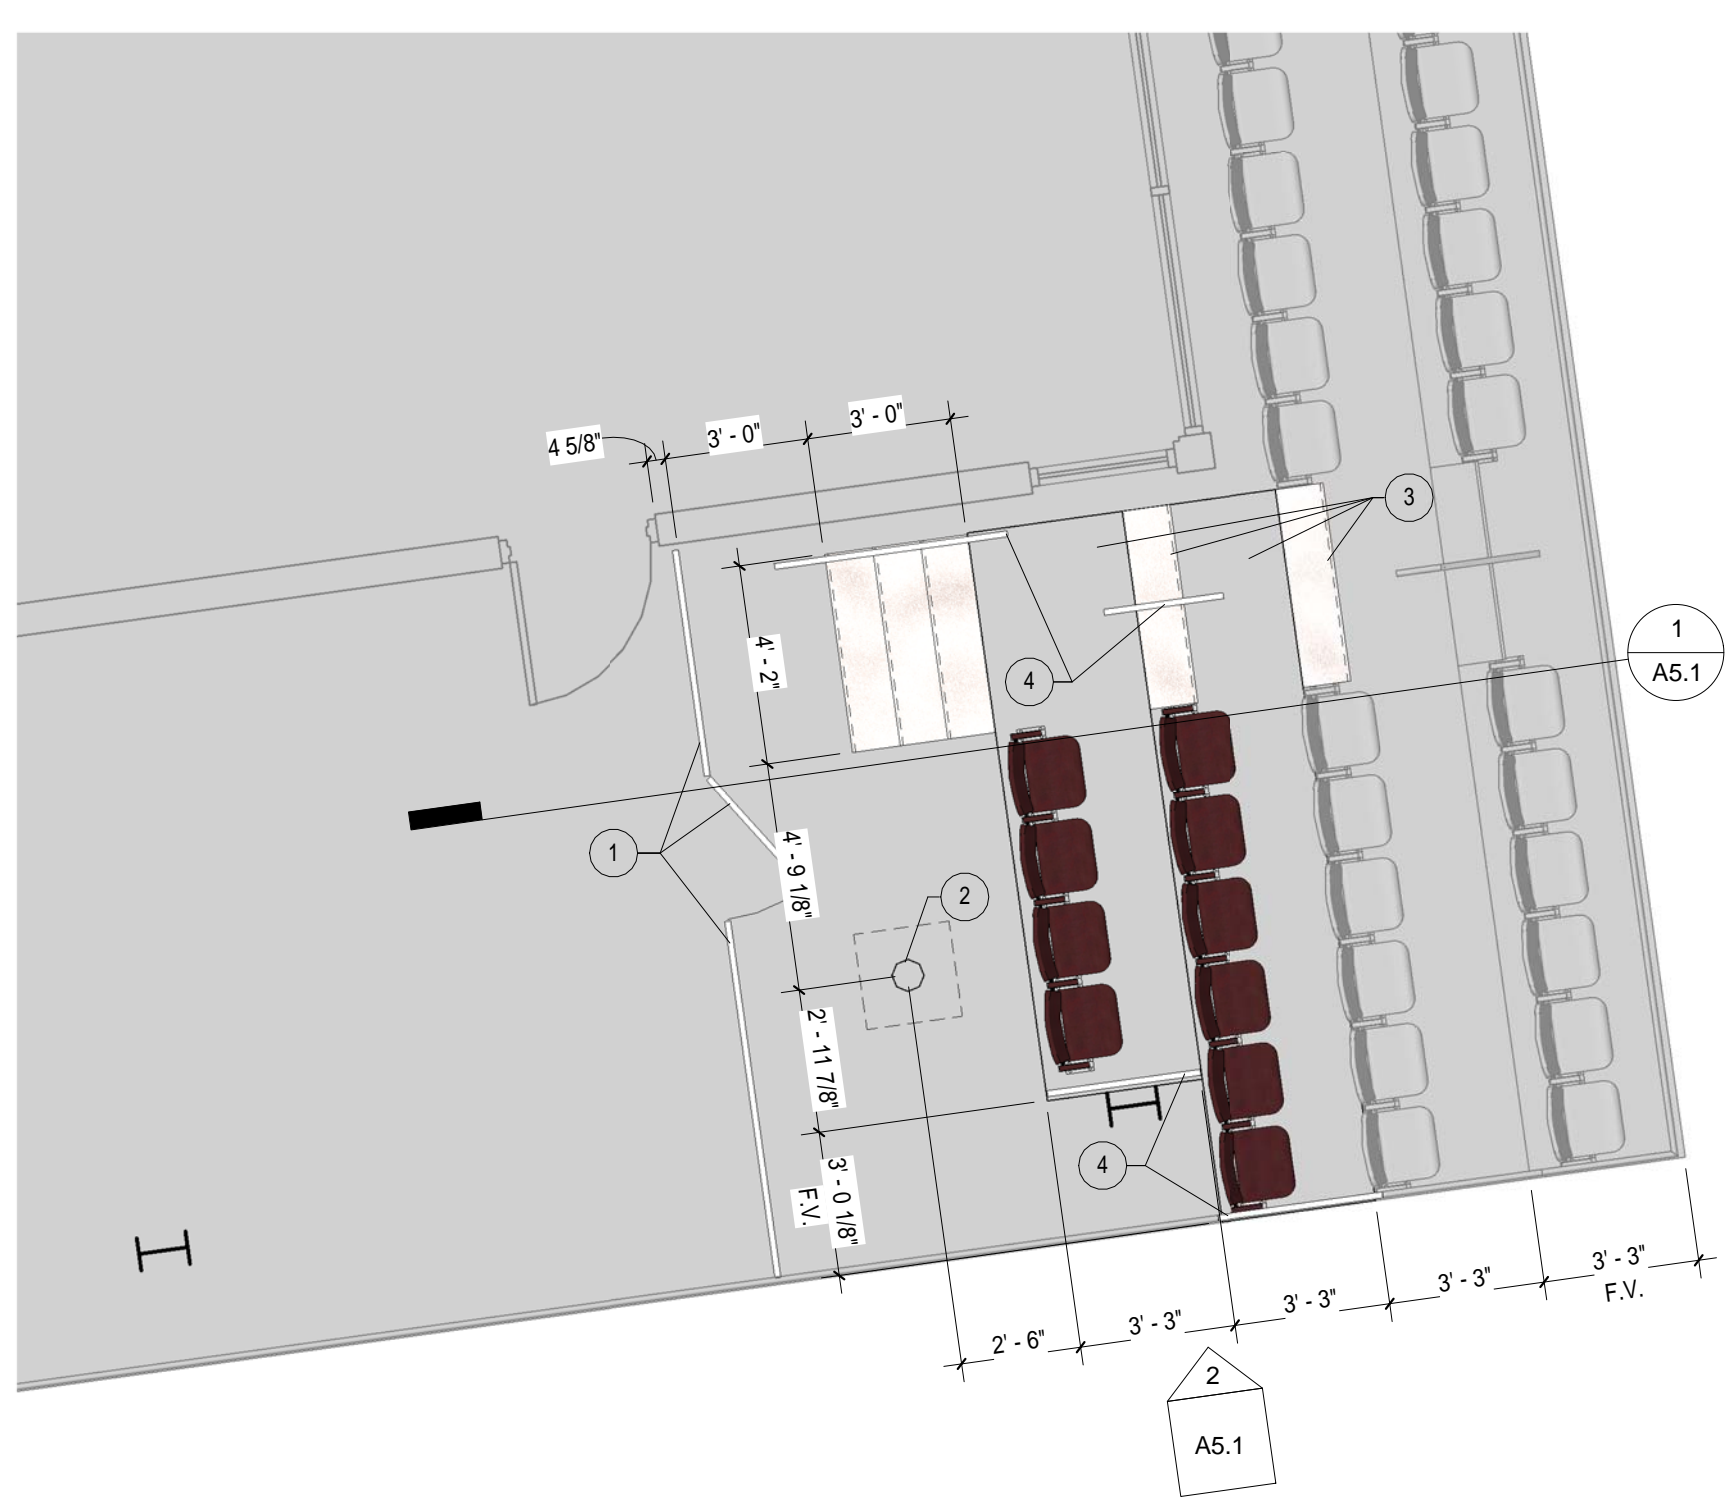 3' - 0"
3' - 0"
4 5/8"
3
1
A5.1
4' - 2"
4
1
4' - 9 1/8"
2
2' - 11 7/8"
4
3' - 0 1/8"
F.V.
3' - 3"
F.V.
3' - 3"
3' - 3"
3' - 3"
2' - 6"
2
A5.1